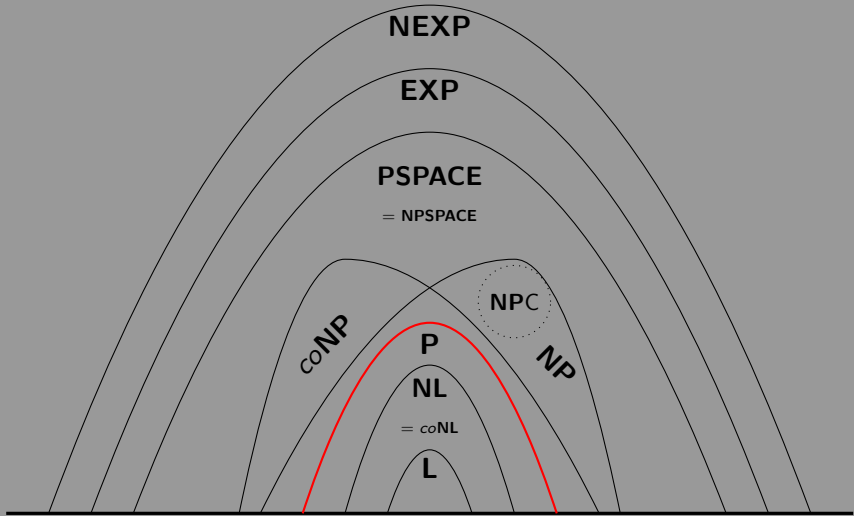 NEXP
EXP
PSPACE
= NPSPACE
NPC
coNP
P
NP
NL
= coNL
L